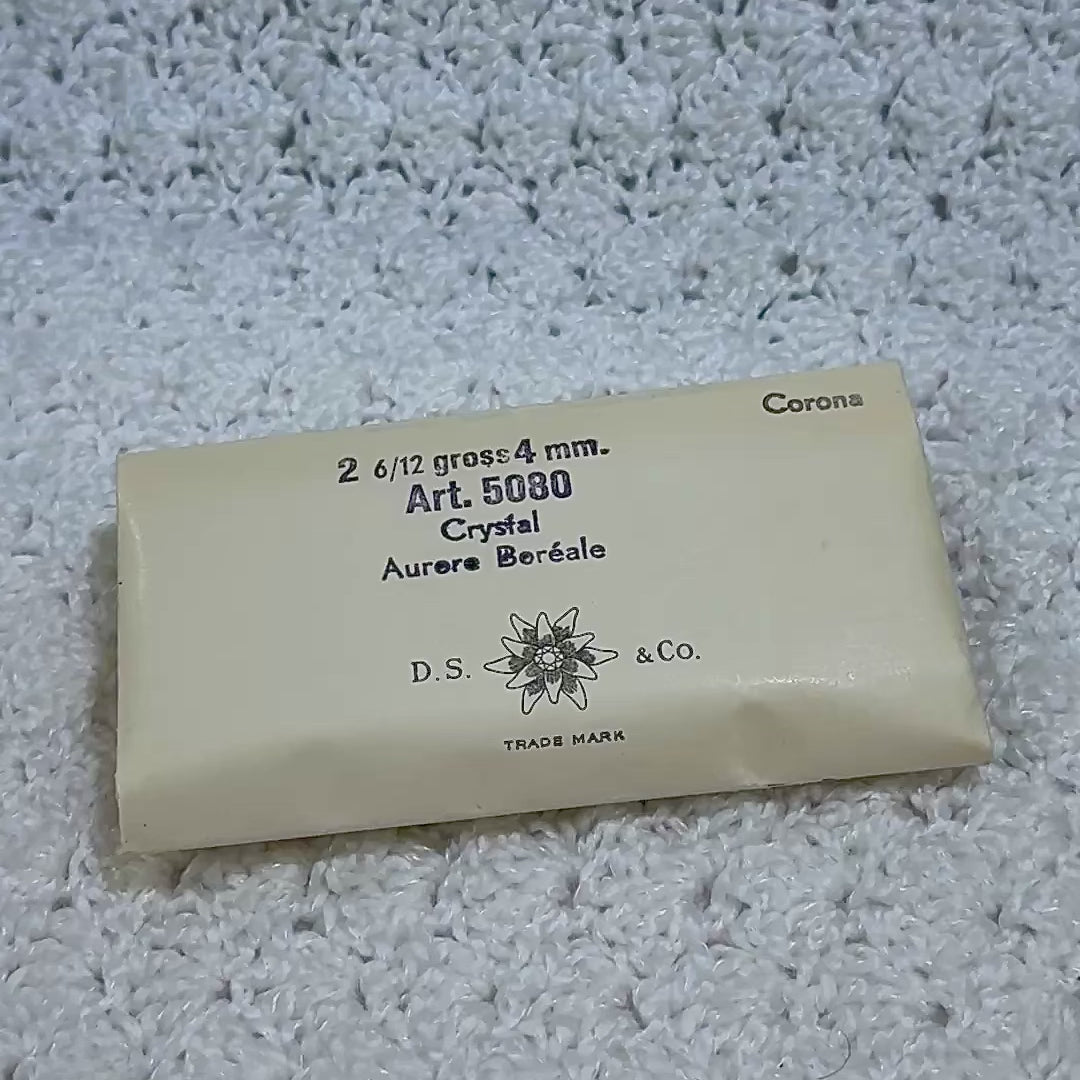 Corona
2 6/12 gross 4 mm.
Art. 5080
Crystal
Aurore Boréale
D.S. & Co.
TRADE MARK